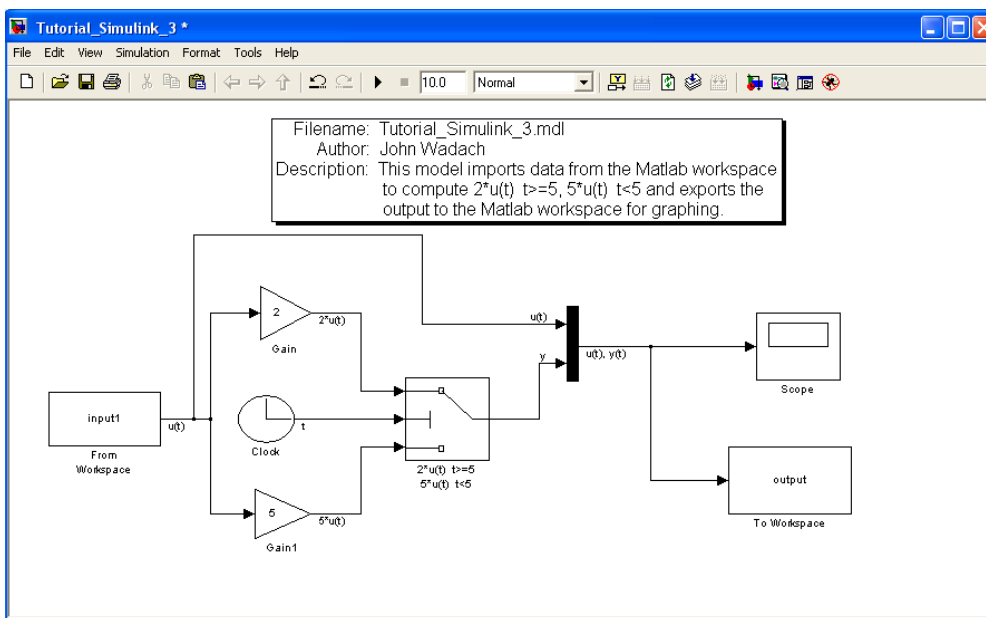 Tutorial_Simulink_3 *
File Edit View Simulation Format Tools Help
10.0 Normal
Filename: Tutorial_Simulink_3.mdl
Author: John Wadach
Description: This model imports data from the Matlab workspace
to compute 2*u(t) t>=5, 5*u(t) t<5 and exports the
output to the Matlab workspace for graphing.
2
2*u(t)
Gain
u(t)
y
u(t), y(t)
Scope
input1
u(t)
From
Workspace
Clock
t
2*u(t) t>=5
5*u(t) t<5
5
5*u(t)
Gain1
output
To Workspace